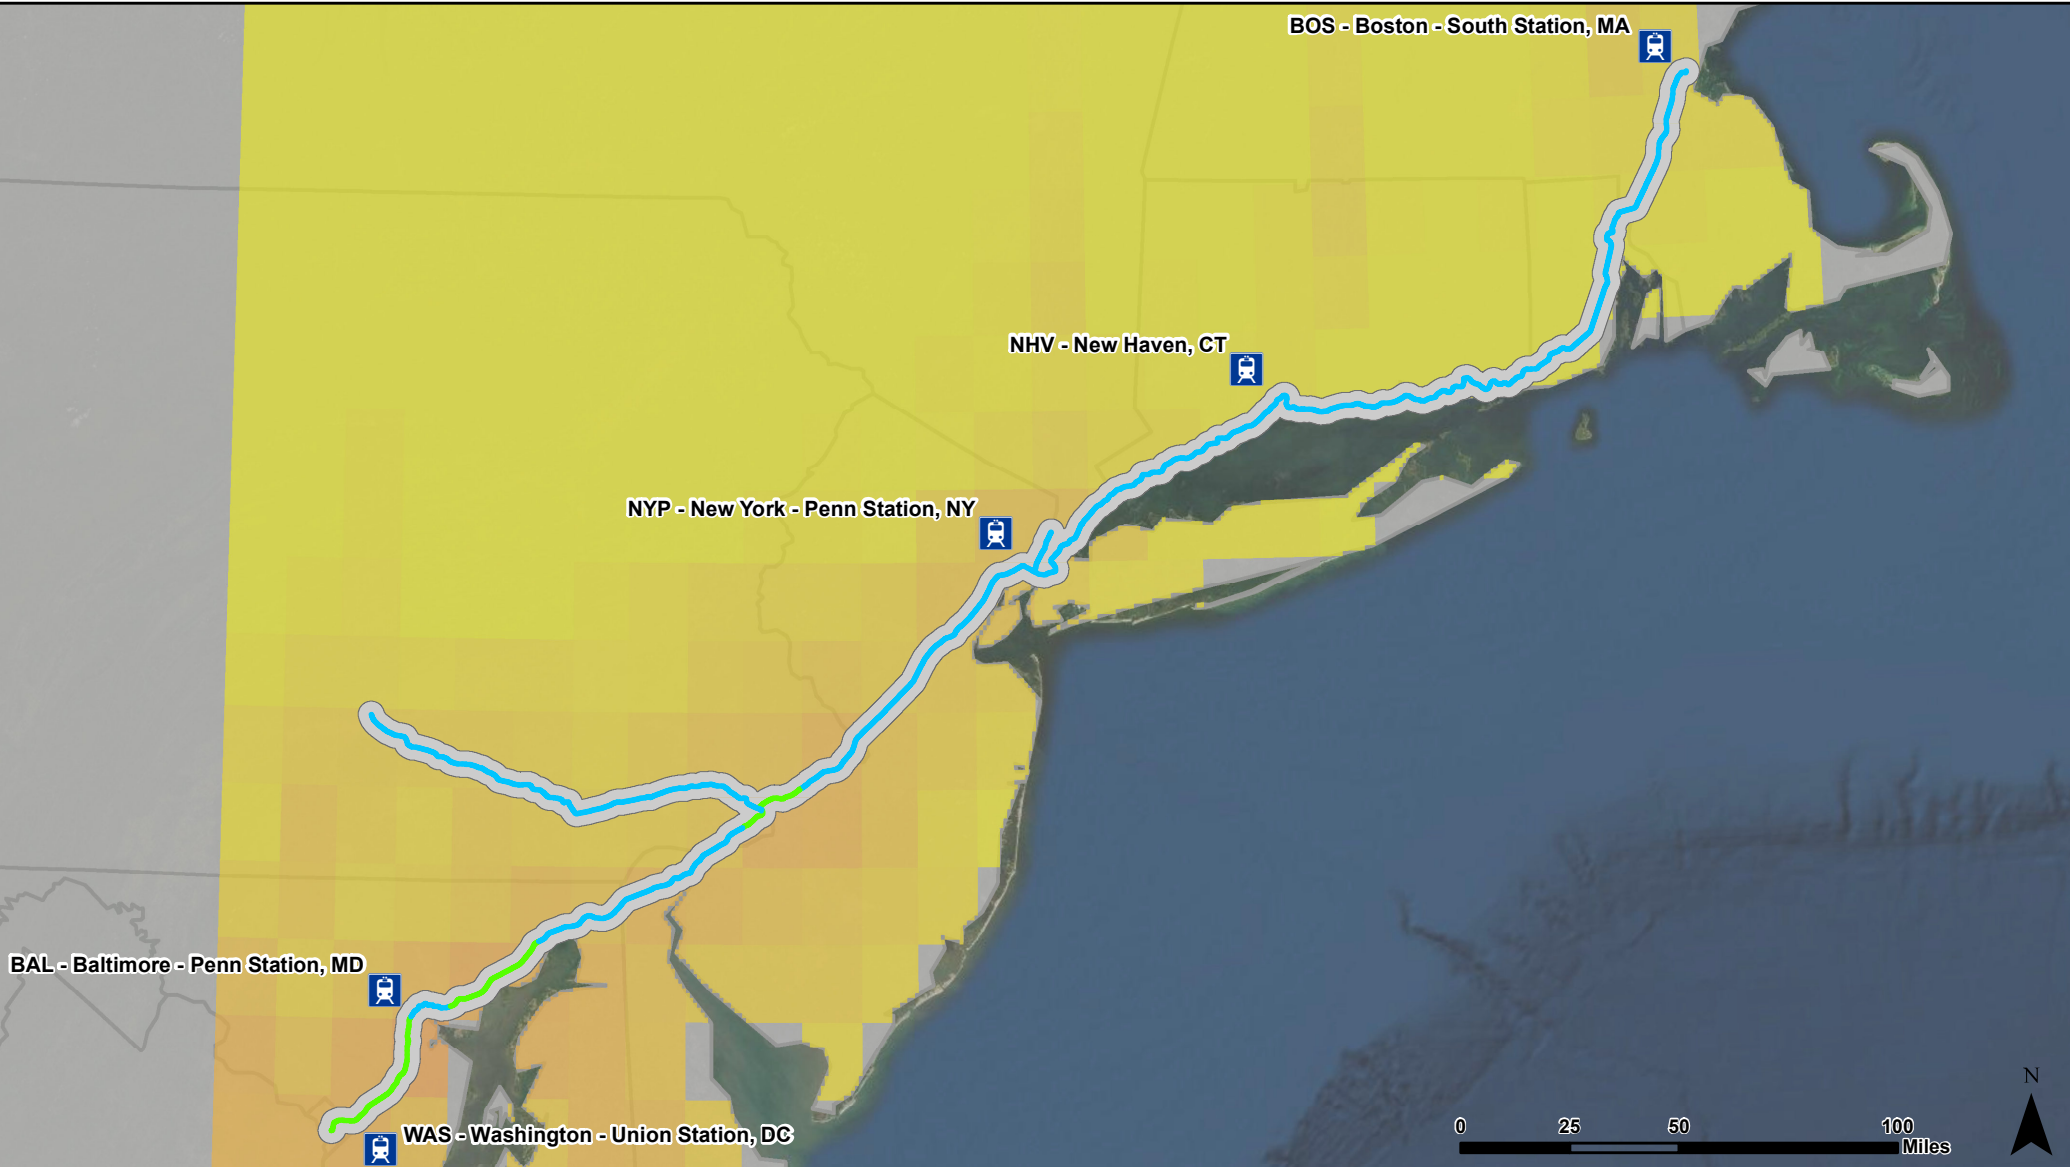 BOS - Boston - South Station, MA
NHV - New Haven, CT
NYP - New York - Penn Station, NY
BAL - Baltimore - Penn Station, MD
WAS - Washington - Union Station, DC
N
0 25 50 100
Miles